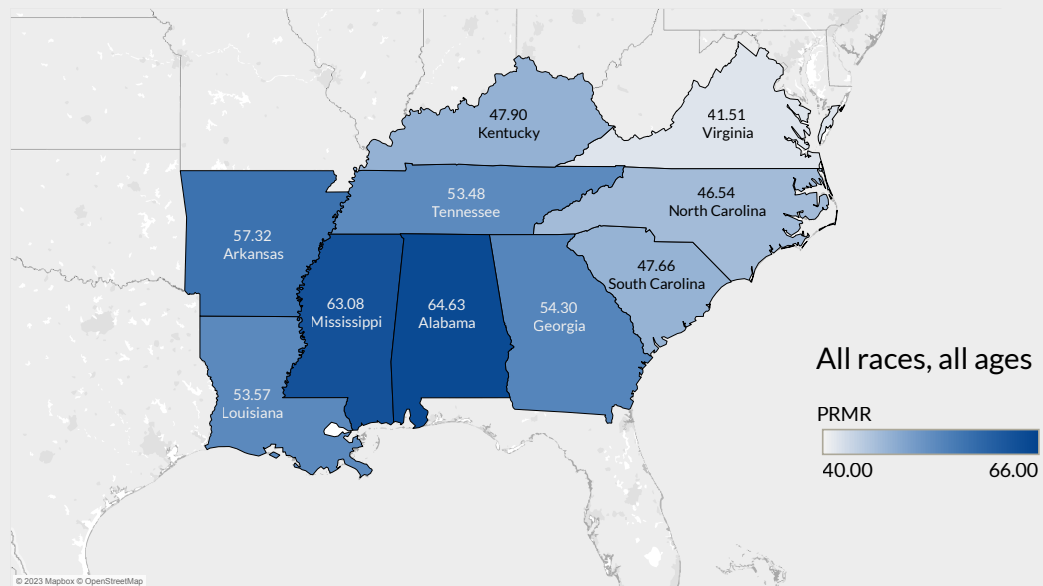 47.90
Kentucky
41.51
Virginia
53.48
Tennessee
46.54
North Carolina
57.32
Arkansas
47.66
South Carolina
63.08
Mississippi
64.63
Alabama
54.30
Georgia
53.57
Louisiana
All races, all ages
PRMR
40.00 66.00
© 2023 Mapbox © OpenStreetMap